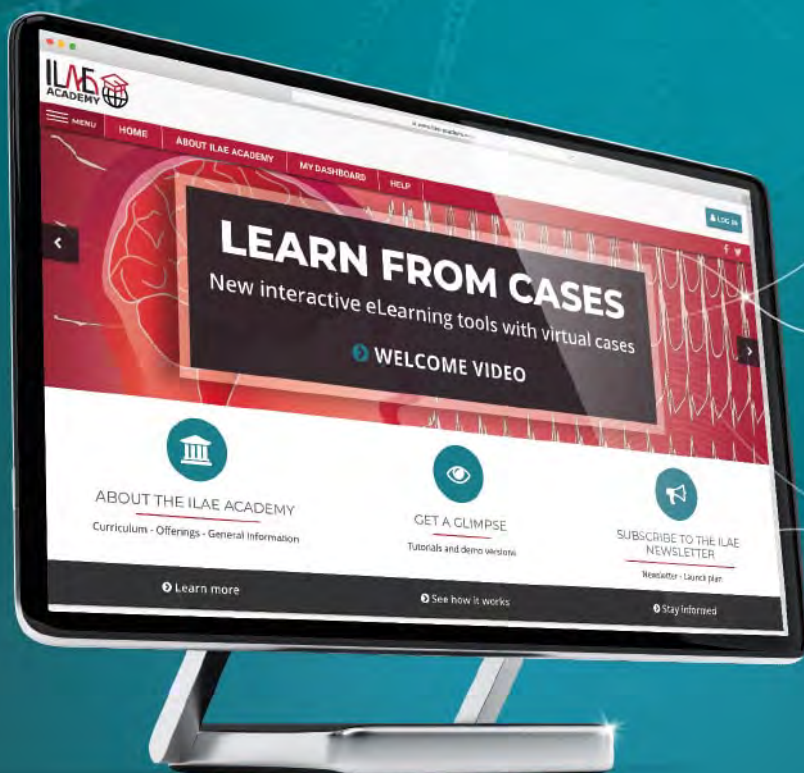 ILAE
ACADEMY
MENU
HOME
ABOUT ILAE ACADEMY
MY DASHBOARD
HELP
LOG IN
LEARN FROM CASES
New interactive eLearning tools with virtual cases
WELCOME VIDEO
ABOUT THE ILAE ACADEMY
Curriculum - Offerings - General Information
Learn more
GET A GLIMPSE
Tutorials and demo versions
See how it works
SUBSCRIBE TO THE ILAE
NEWSLETTER
Newsletter - Launch plan
Stay informed